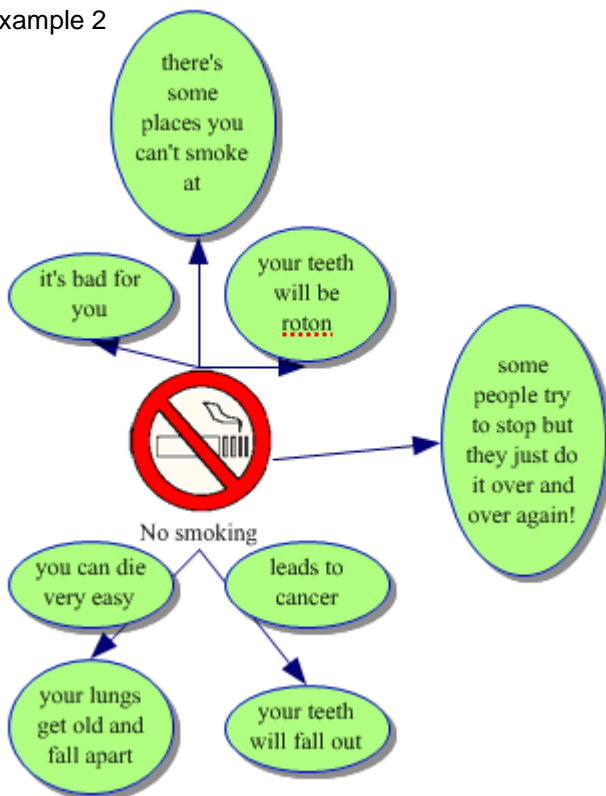 xample 2
there's
some
places you
can't smoke
at
it's bad for
you
your teeth
will be
roton
some
people try
to stop but
they just do
it over and
over again!
No smoking
you can die
very easy
leads to
cancer
your lungs
get old and
fall apart
your teeth
will fall out